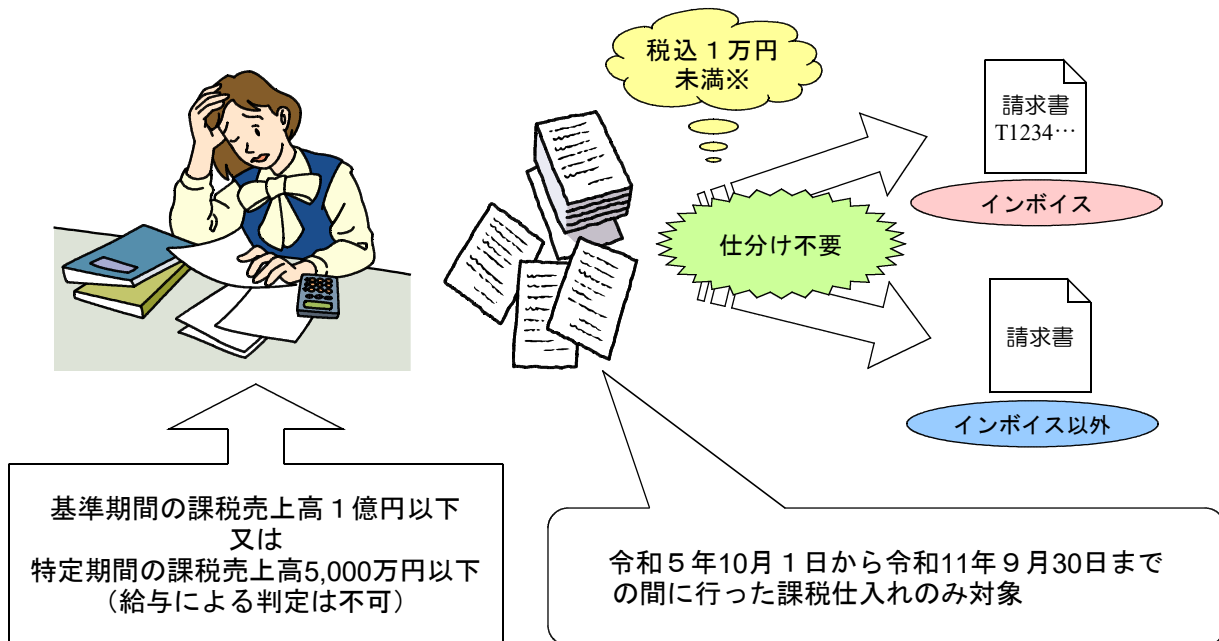 税込１万円
未満※
請求書
T1234…
インボイス
仕分け不要
請求書
インボイス以外
基準期間の課税売上高１億円以下
又は
特定期間の課税売上高5,000万円以下
（給与による判定は不可）
令和５年10月１日から令和11年９月30日まで
の間に行った課税仕入れのみ対象